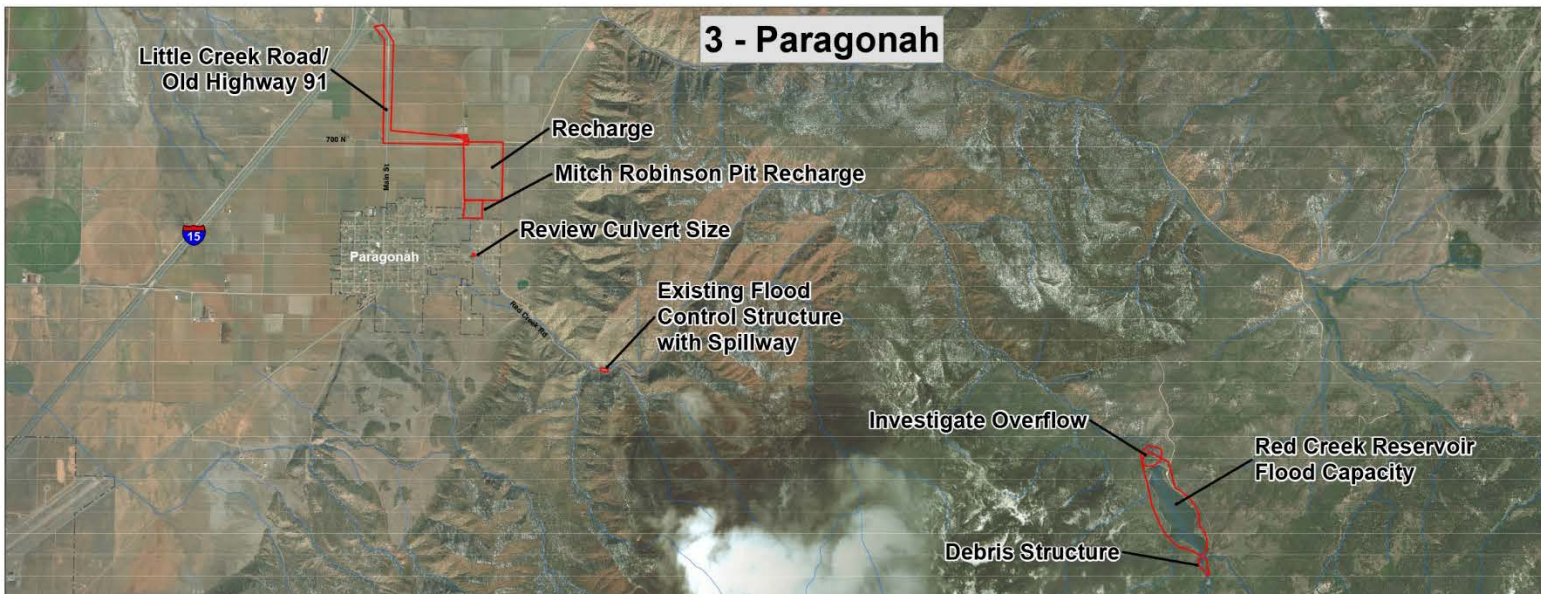 3 - Paragonah
Little Creek Road/
Old Highway 91
Recharge
700 N
Mitch Robinson Pit Recharge
Main St
Review Culvert Size
15
Paragonah
Existing Flood
Control Structure
with Spillway
Red Creek Rd
Investigate Overflow
Red Creek Reservoir
Flood Capacity
Debris Structure